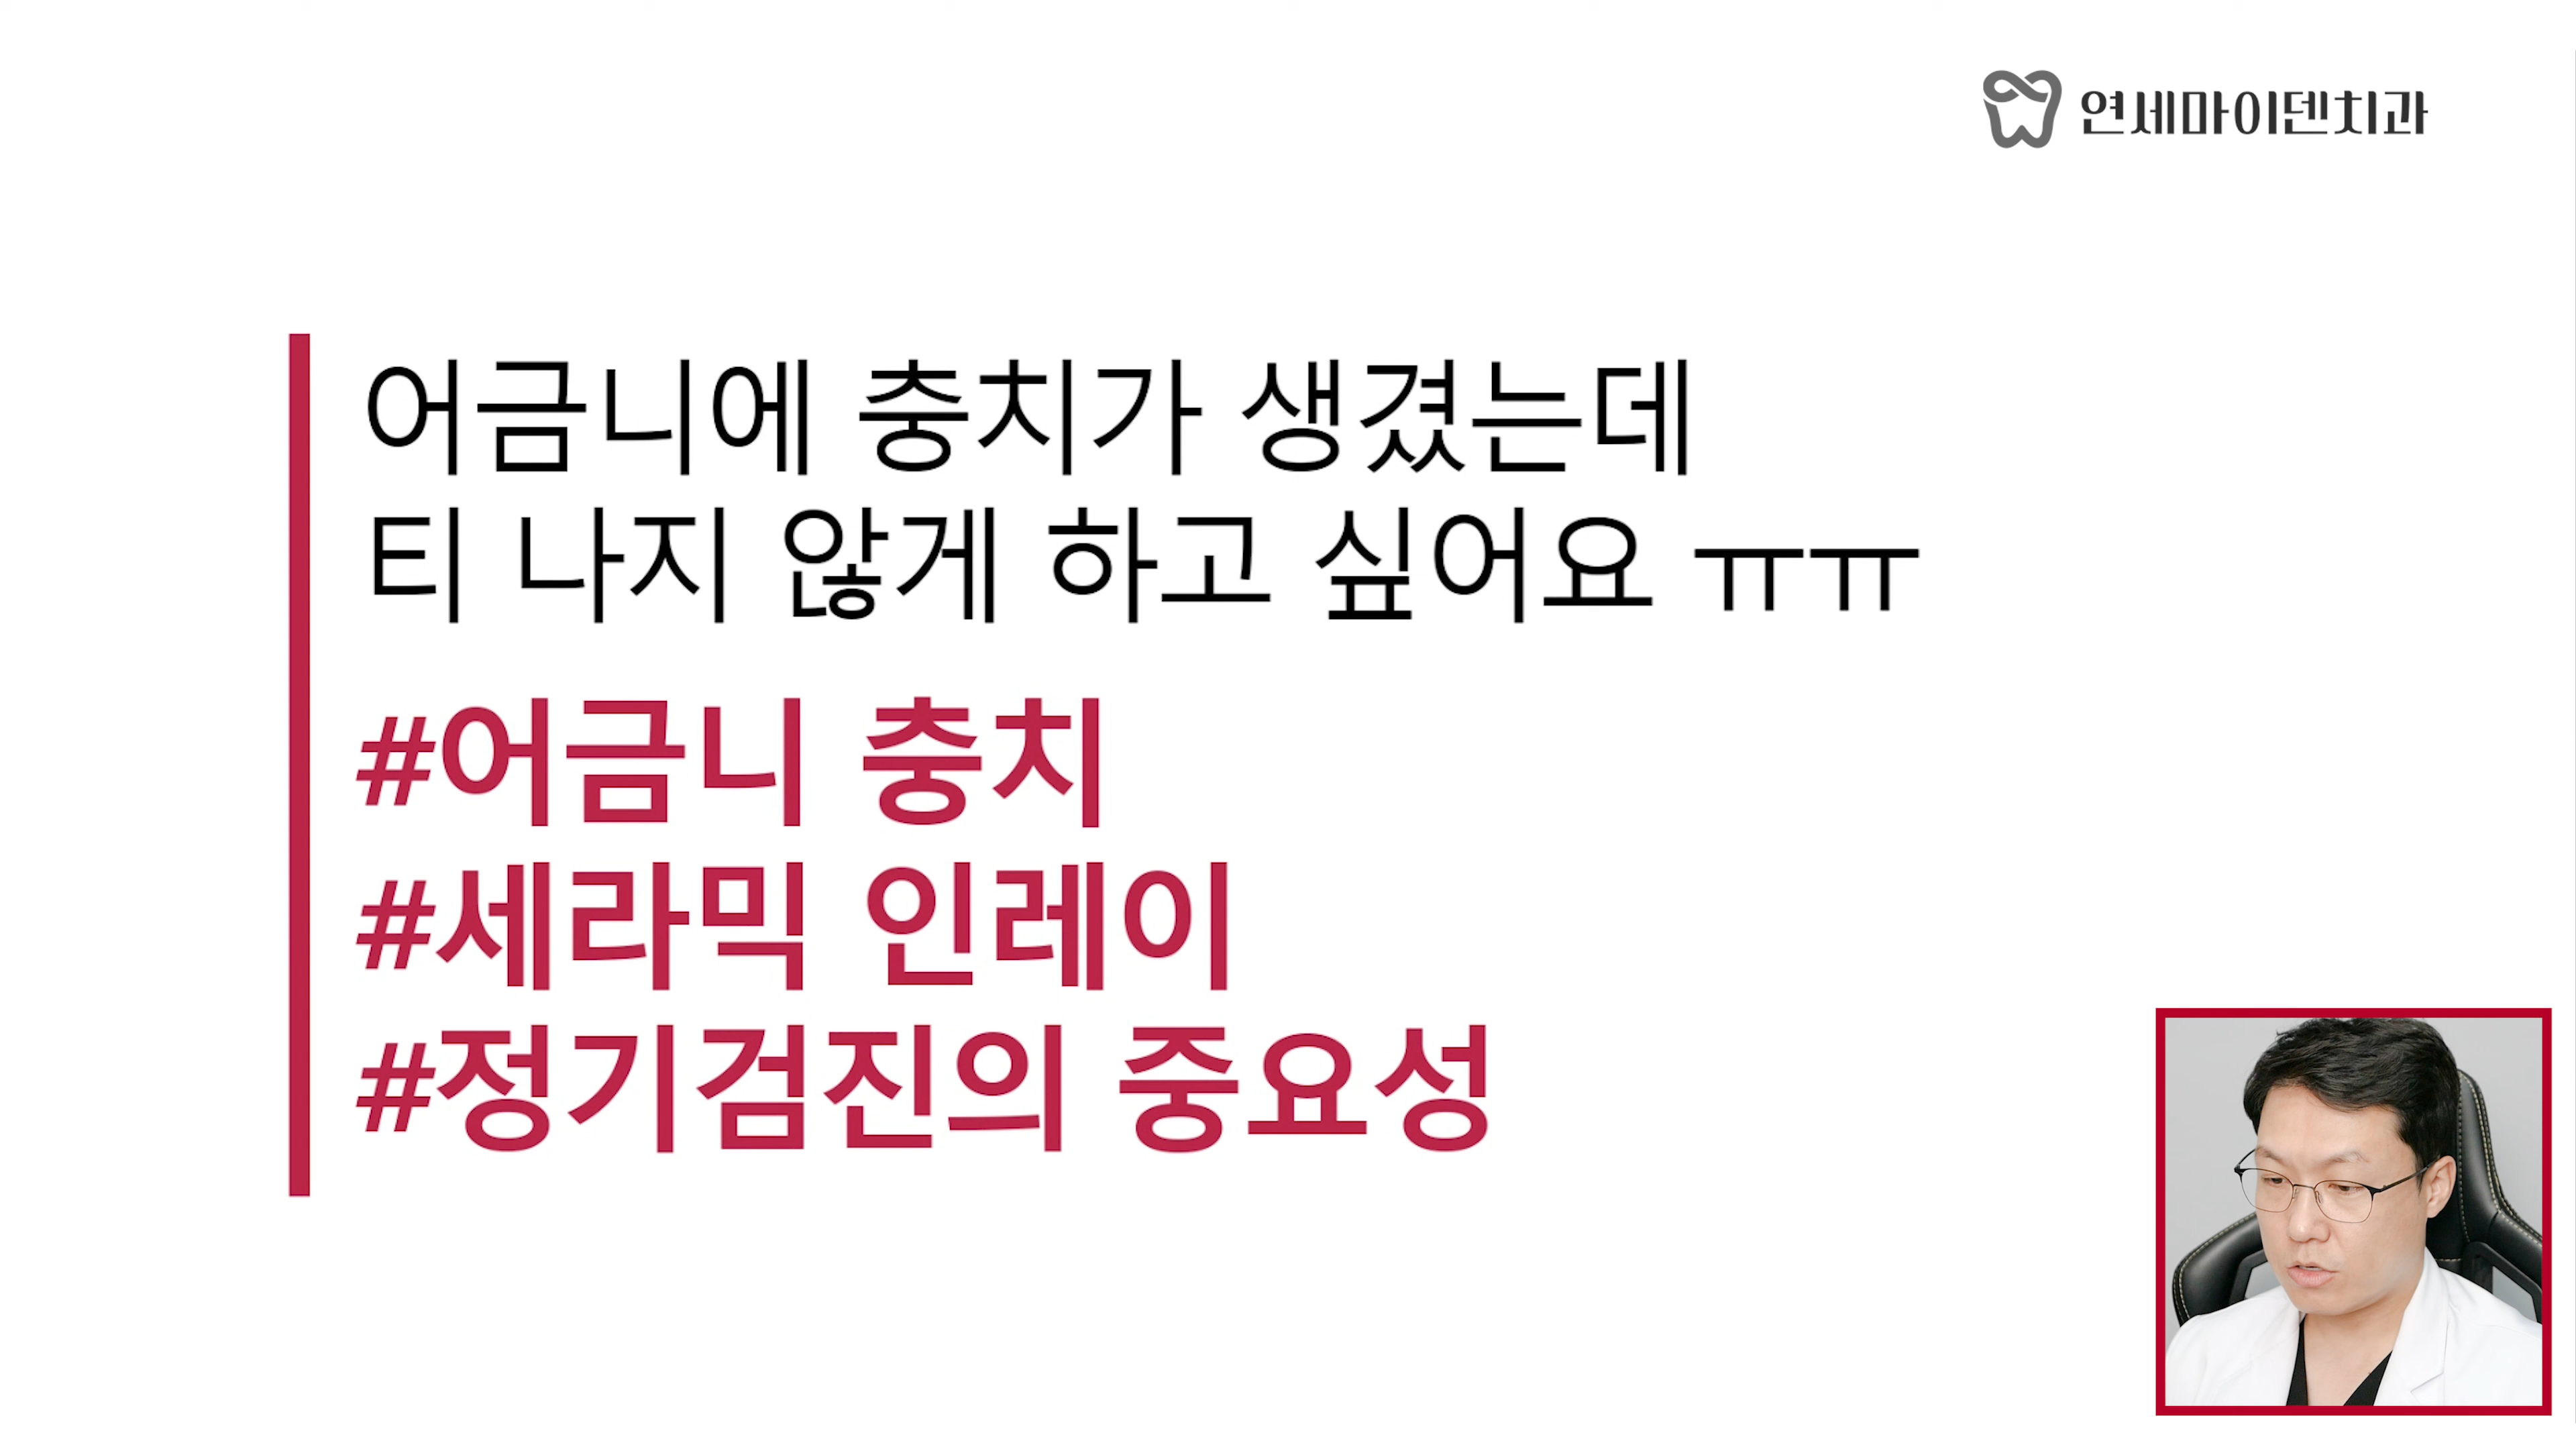 연세마이덴치과
어금니에 충치가 생겼는데
티 나지 않게 하고 싶어요 ㅠㅠ
#어금니 충치
#세라믹 인레이
#정기검진의 중요성